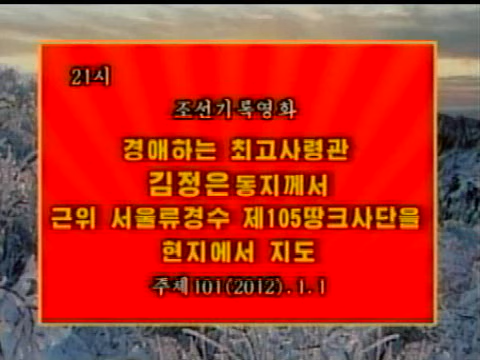 21시
조선기록영화
경애하는 최고사령관
김정은동지께서
근위 서울류경수 제105땅크사단을
현지에서 지도
주체101(2012).1.1